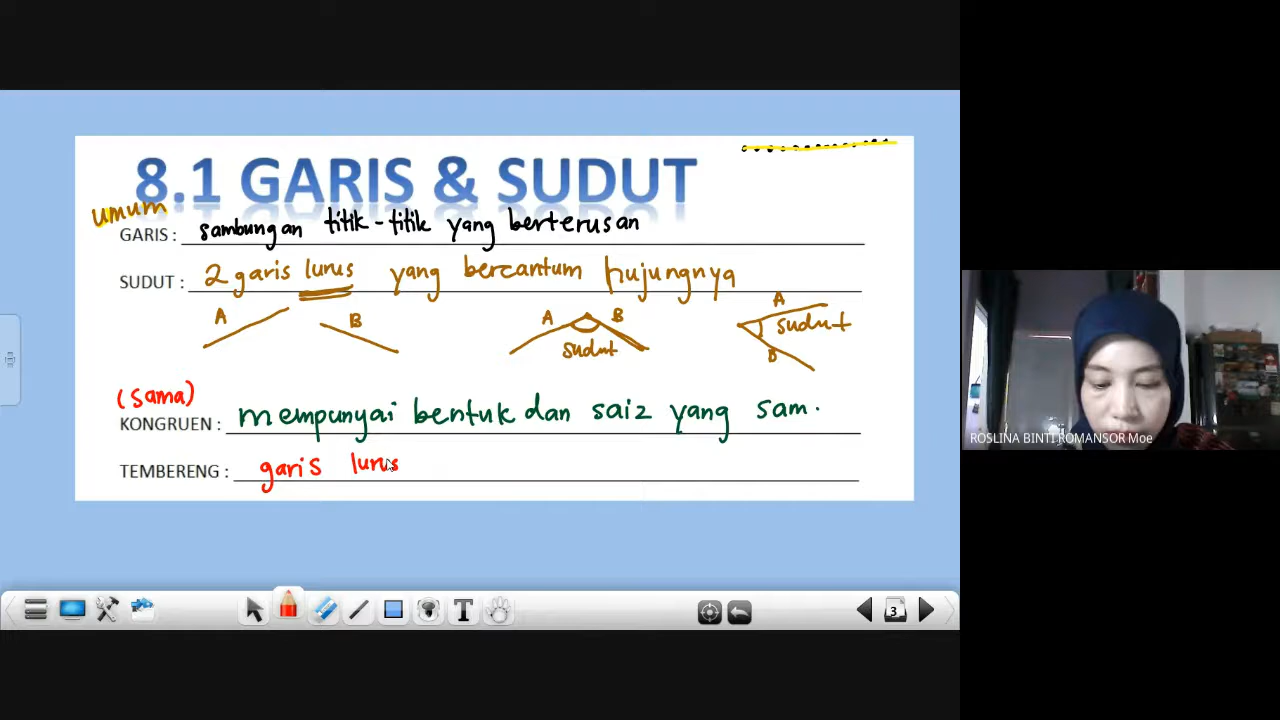 8.1 GARIS & SUDUT
umum
GARIS : sambungan titik-titik yang berterusan
SUDUT : 2 garis lurus yang bercantum hujungnya
A B A B sudut A sudut B
(sama)
KONGRUEN : mempunyai bentuk dan saiz yang sam.
TEMBERENG : garis lurus
ROSLINA BINTI ROMANSOR Moe
T 3